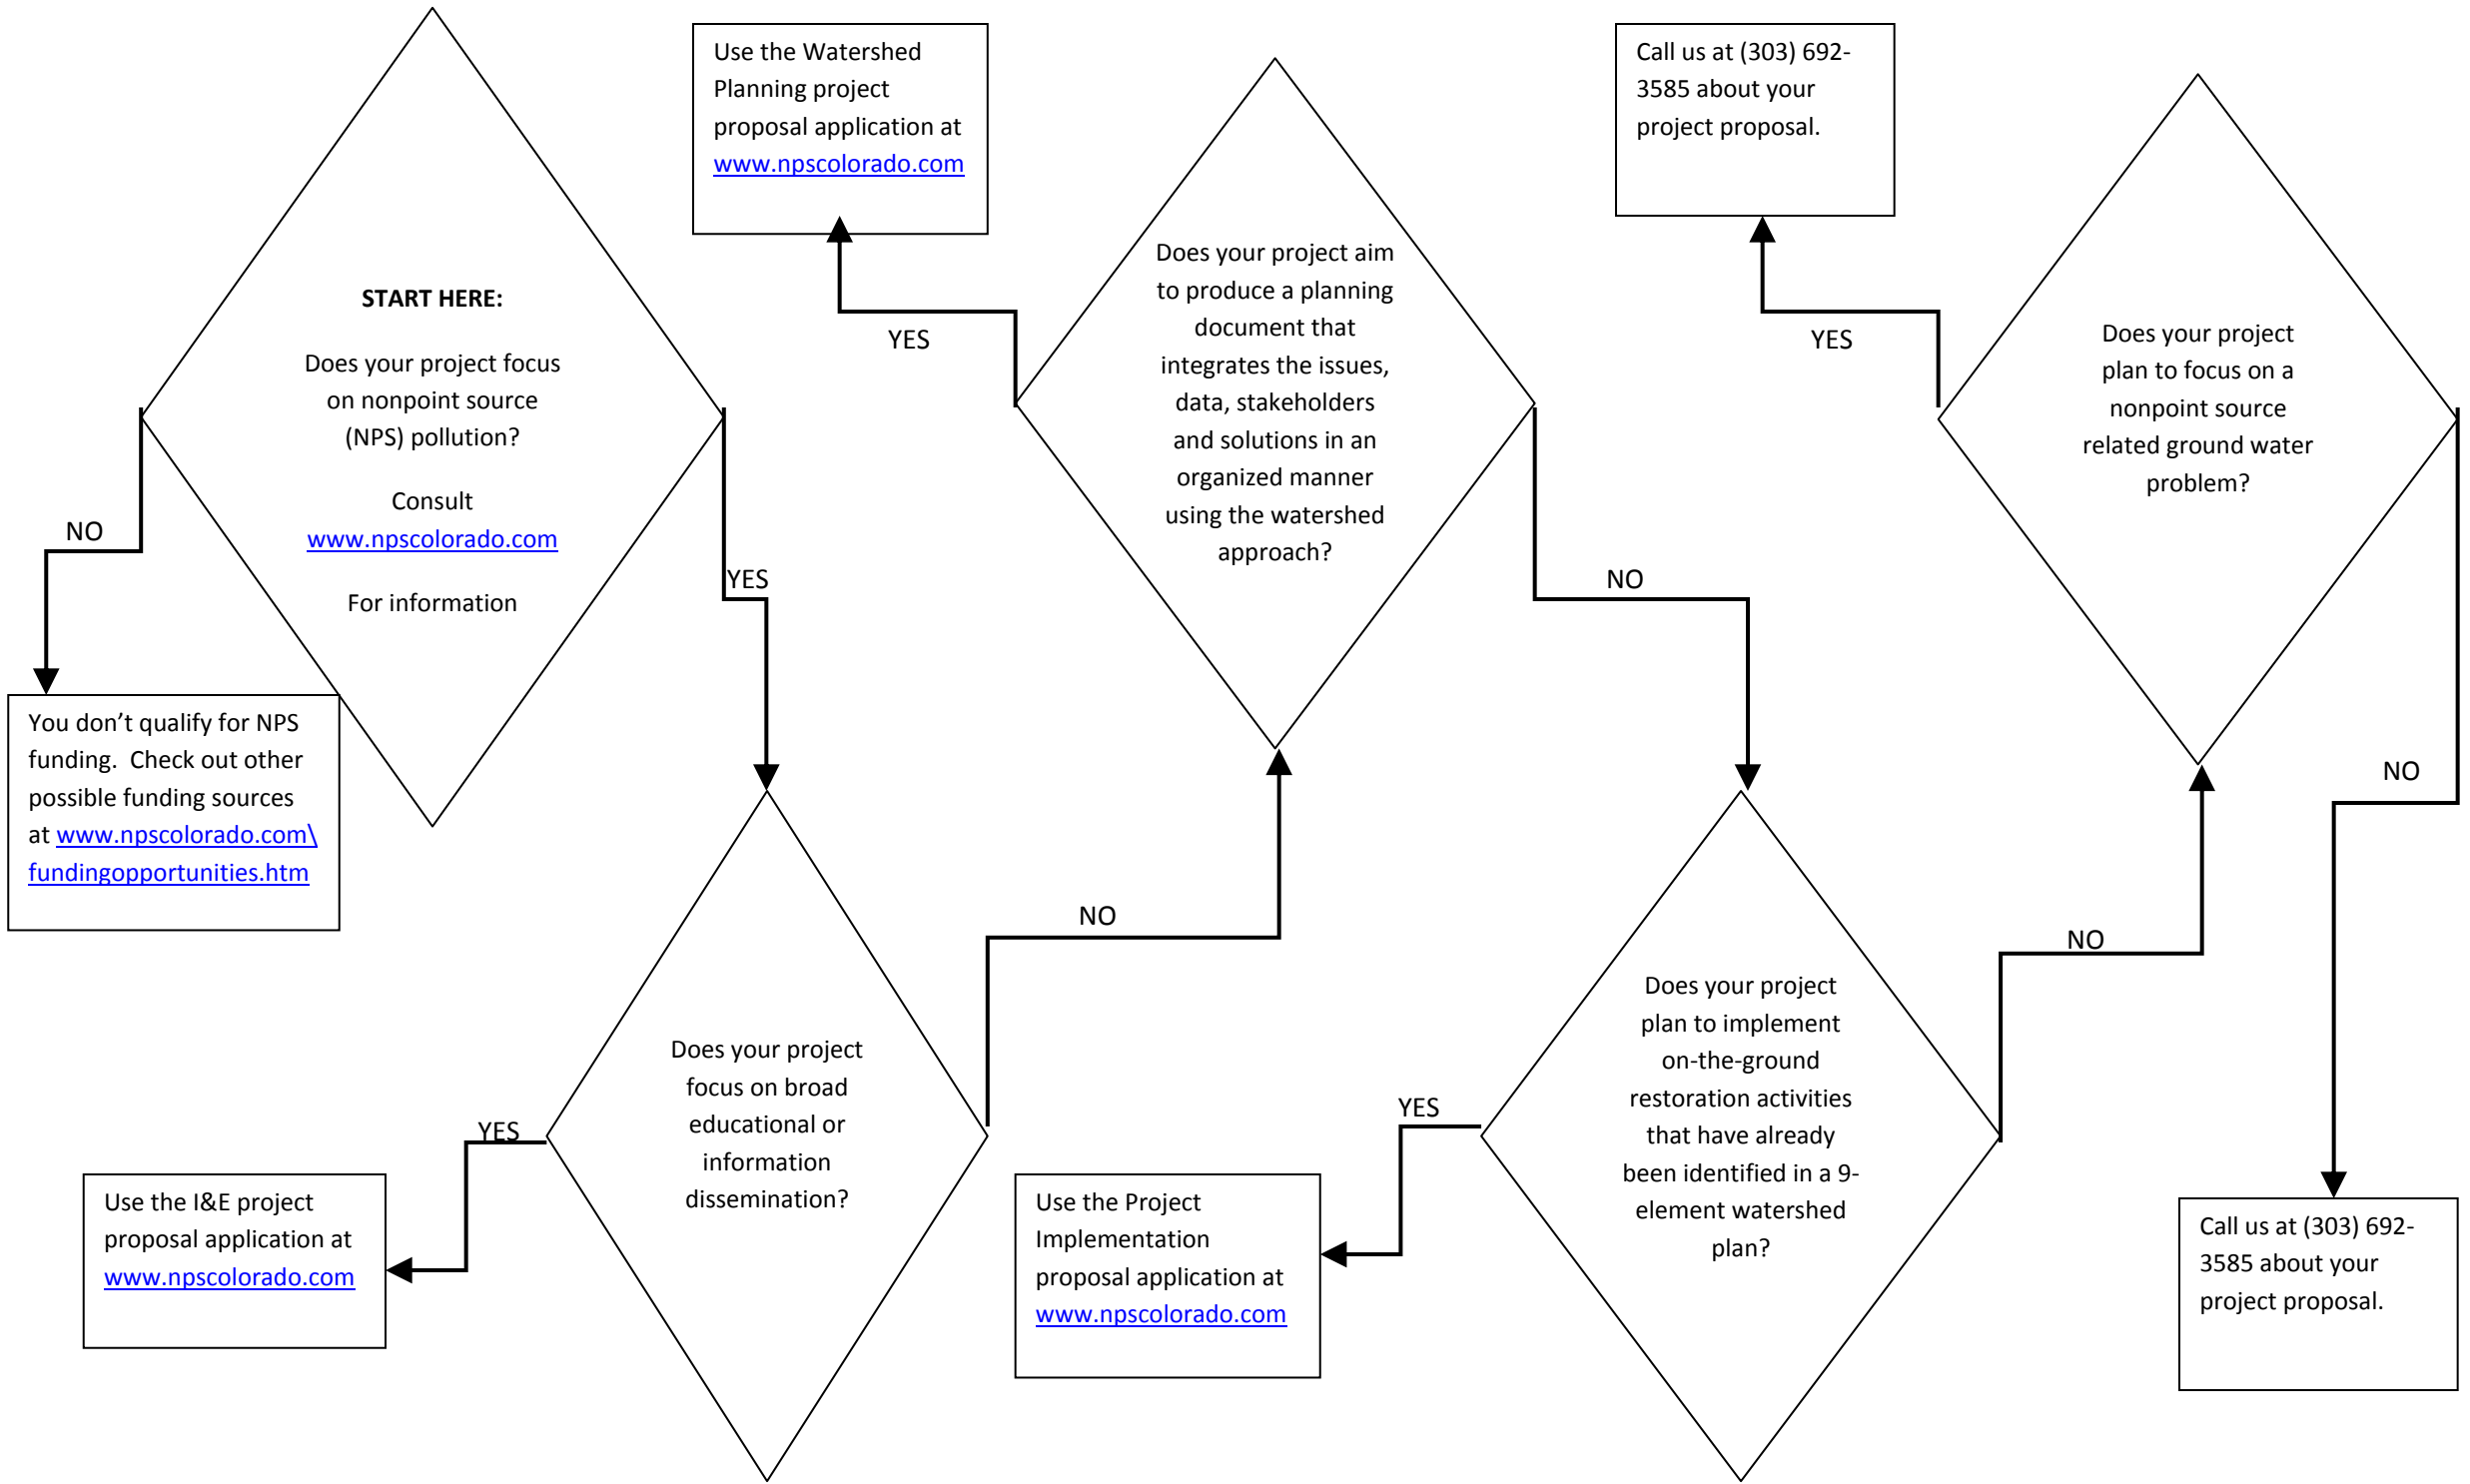 START HERE:
Does your project focus
on nonpoint source
(NPS) pollution?
Consult
www.npscolorado.com
For information
NO
YES
You don’t qualify for NPS
funding.  Check out other
possible funding sources
at www.npscolorado.com\
fundingopportunities.htm
Does your project
focus on broad
educational or
information
dissemination?
YES
NO
Use the I&E project
proposal application at
www.npscolorado.com
Use the Watershed
Planning project
proposal application at
www.npscolorado.com
YES
Does your project aim
to produce a planning
document that
integrates the issues,
data, stakeholders
and solutions in an
organized manner
using the watershed
approach?
NO
Does your project
plan to implement
on-the-ground
restoration activities
that have already
been identified in a 9-
element watershed
plan?
YES
NO
Use the Project
Implementation
proposal application at
www.npscolorado.com
Call us at (303) 692-
3585 about your
project proposal.
YES
Does your project
plan to focus on a
nonpoint source
related ground water
problem?
NO
Call us at (303) 692-
3585 about your
project proposal.